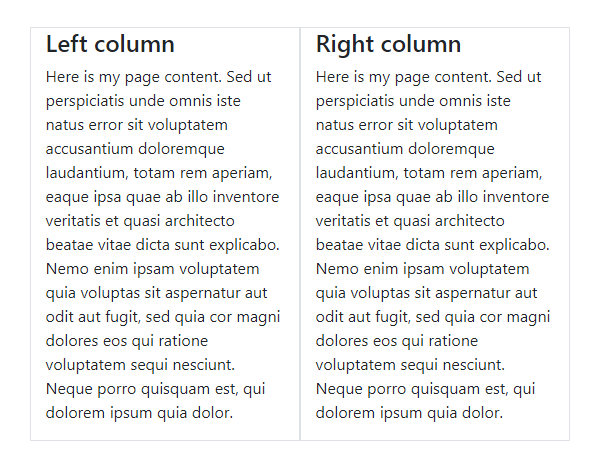 Left column
Here is my page content. Sed ut
perspiciatis unde omnis iste
natus error sit voluptatem
accusantium doloremque
laudantium, totam rem aperiam,
eaque ipsa quae ab illo inventore
veritatis et quasi architecto
beatae vitae dicta sunt explicabo.
Nemo enim ipsam voluptatem
quia voluptas sit aspernatur aut
odit aut fugit, sed quia cor magni
dolores eos qui ratione
voluptatem sequi nesciunt.
Neque porro quisquam est, qui
dolorem ipsum quia dolor.
Right column
Here is my page content. Sed ut
perspiciatis unde omnis iste
natus error sit voluptatem
accusantium doloremque
laudantium, totam rem aperiam,
eaque ipsa quae ab illo inventore
veritatis et quasi architecto
beatae vitae dicta sunt explicabo.
Nemo enim ipsam voluptatem
quia voluptas sit aspernatur aut
odit aut fugit, sed quia cor magni
dolores eos qui ratione
voluptatem sequi nesciunt.
Neque porro quisquam est, qui
dolorem ipsum quia dolor.